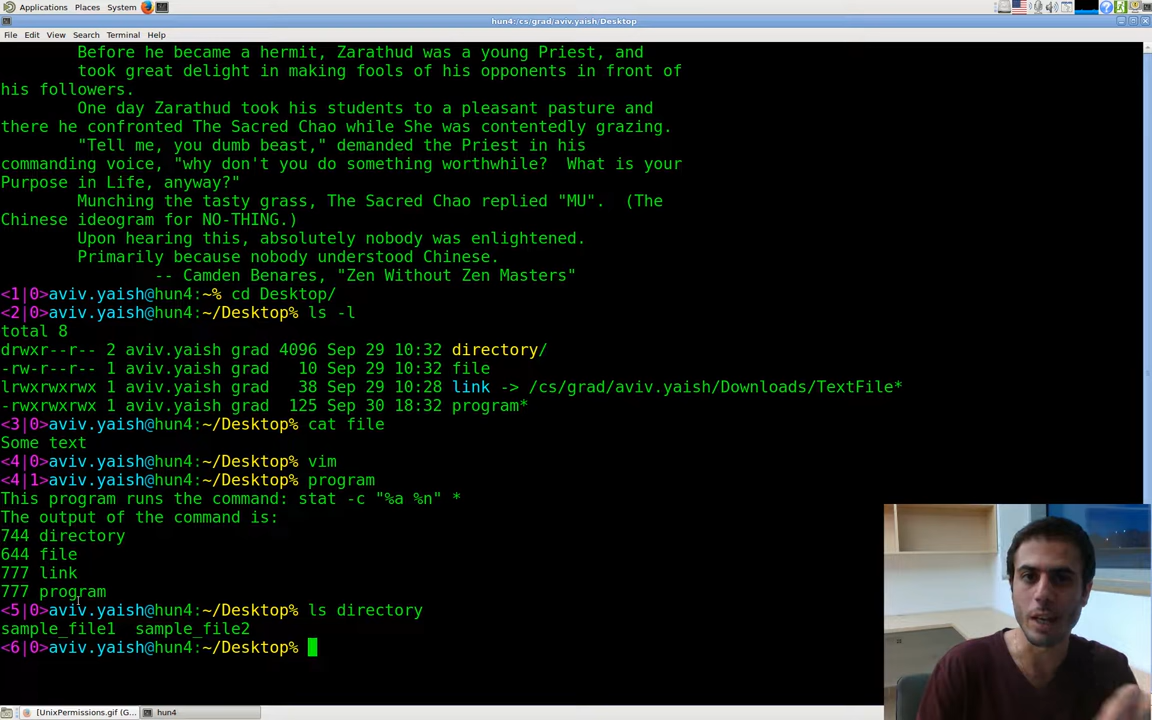 Applications Places System
hun4:/cs/grad/aviv.yaish/Desktop
File Edit View Search Terminal Help
Before he became a hermit, Zarathud was a young Priest, and
took great delight in making fools of his opponents in front of
his followers.
One day Zarathud took his students to a pleasant pasture and
there he confronted The Sacred Chao while She was contentedly grazing.
"Tell me, you dumb beast," demanded the Priest in his
commanding voice, "why don't you do something worthwhile?  What is your
Purpose in Life, anyway?"
Munching the tasty grass, The Sacred Chao replied "MU".  (The
Chinese ideogram for NO-THING.)
Upon hearing this, absolutely nobody was enlightened.
Primarily because nobody understood Chinese.
-- Camden Benares, "Zen Without Zen Masters"
<1|0>aviv.yaish@hun4:~% cd Desktop/
<2|0>aviv.yaish@hun4:~/Desktop% ls -l
total 8
drwxr--r-- 2 aviv.yaish grad 4096 Sep 29 10:32 directory/
-rw-r--r-- 1 aviv.yaish grad   10 Sep 29 10:32 file
lrwxrwxrwx 1 aviv.yaish grad   38 Sep 29 10:28 link -> /cs/grad/aviv.yaish/Downloads/TextFile*
-rwxrwxrwx 1 aviv.yaish grad  125 Sep 30 18:32 program*
<3|0>aviv.yaish@hun4:~/Desktop% cat file
Some text
<4|0>aviv.yaish@hun4:~/Desktop% vim
<4|1>aviv.yaish@hun4:~/Desktop% program
This program runs the command: stat -c "%a %n" *
The output of the command is:
744 directory
644 file
777 link
777 program
<5|0>aviv.yaish@hun4:~/Desktop% ls directory
sample_file1  sample_file2
<6|0>aviv.yaish@hun4:~/Desktop%
[UnixPermissions.gif (G... hun4